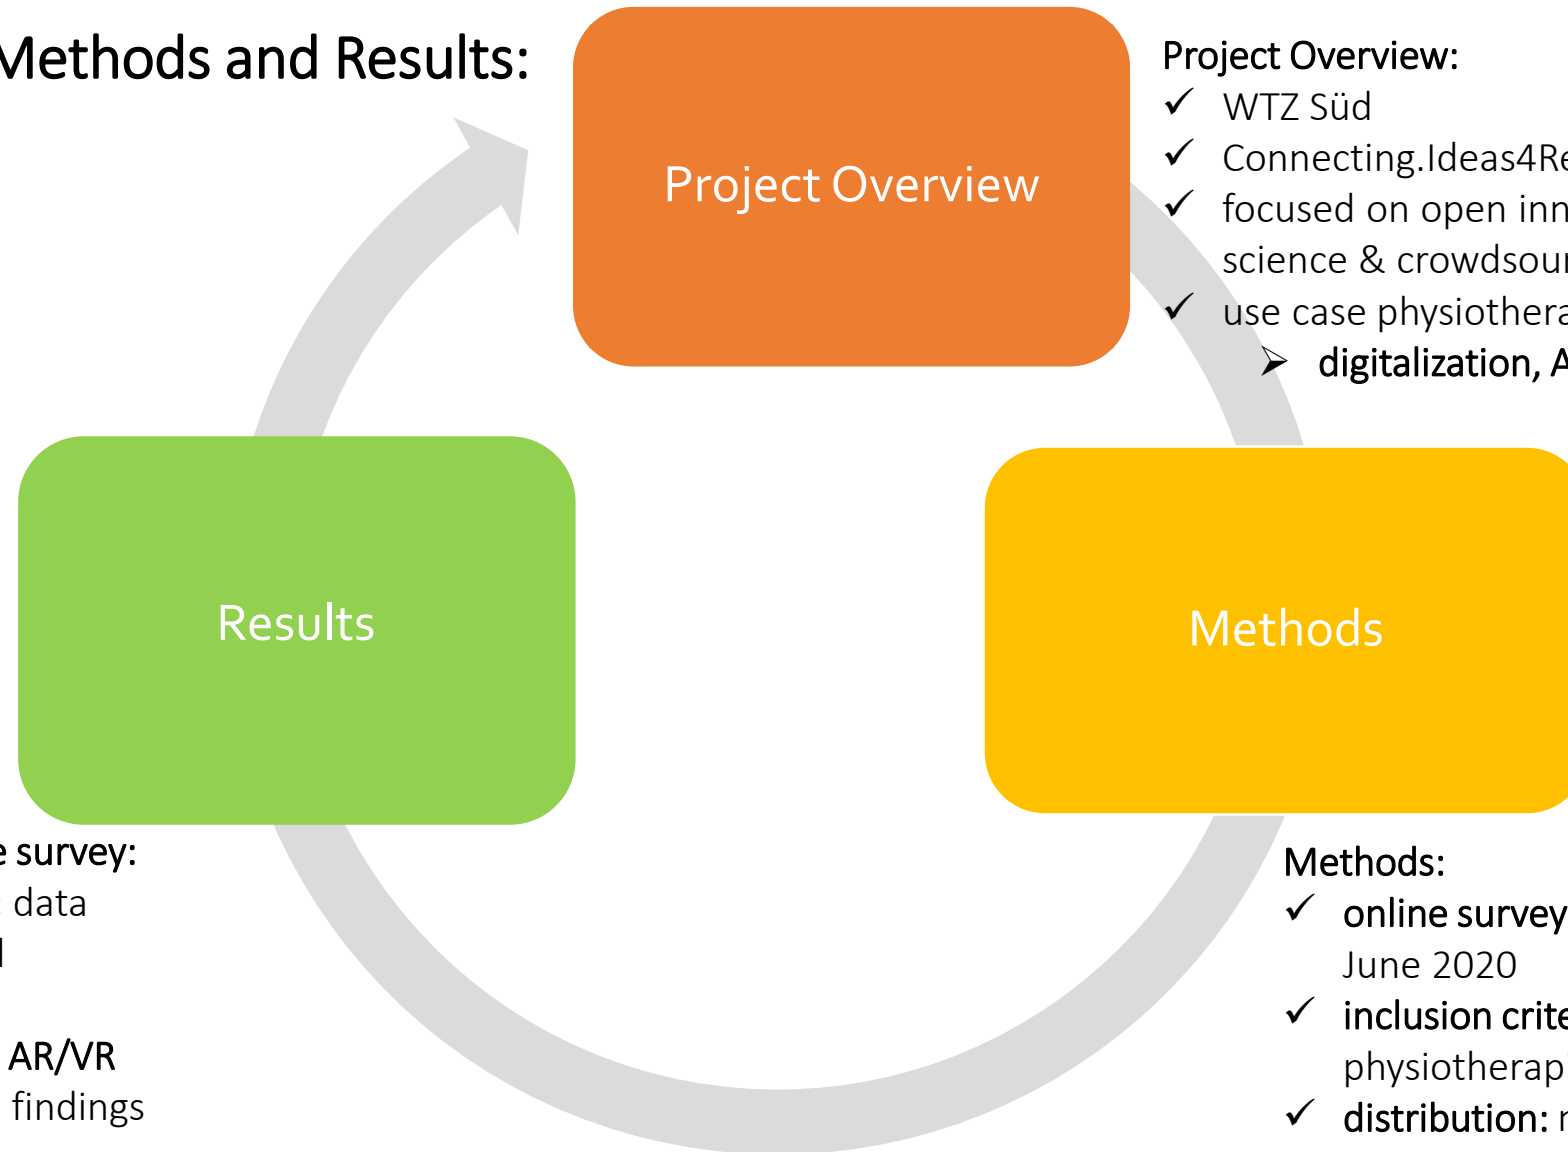 Methods and Results:
Project Overview
Project Overview:
✓ WTZ Süd
✓ Connecting.Ideas4Re
✓ focused on open inn
science & crowdsour
✓ use case physiothera
➢ digitalization, A
Results
Methods
survey:
data
AR/VR
findings
Methods:
✓ online survey
June 2020
✓ inclusion crite
physiotherap
✓ distribution: